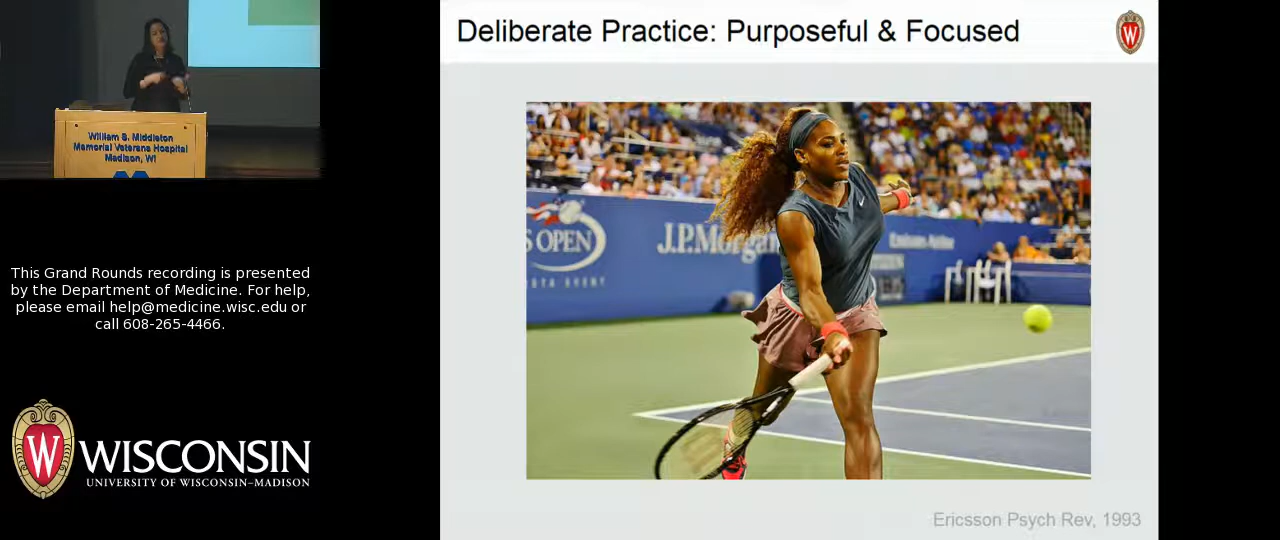 William S. Middleton
Memorial Veterans Hospital
Madison, WI
This Grand Rounds recording is presented
by the Department of Medicine. For help,
please email help@medicine.wisc.edu or
call 608-265-4466.
W
WISCONSIN
UNIVERSITY OF WISCONSIN–MADISON
Deliberate Practice: Purposeful & Focused
W
S OPEN
J.P.Morgan
Ericsson Psych Rev, 1993